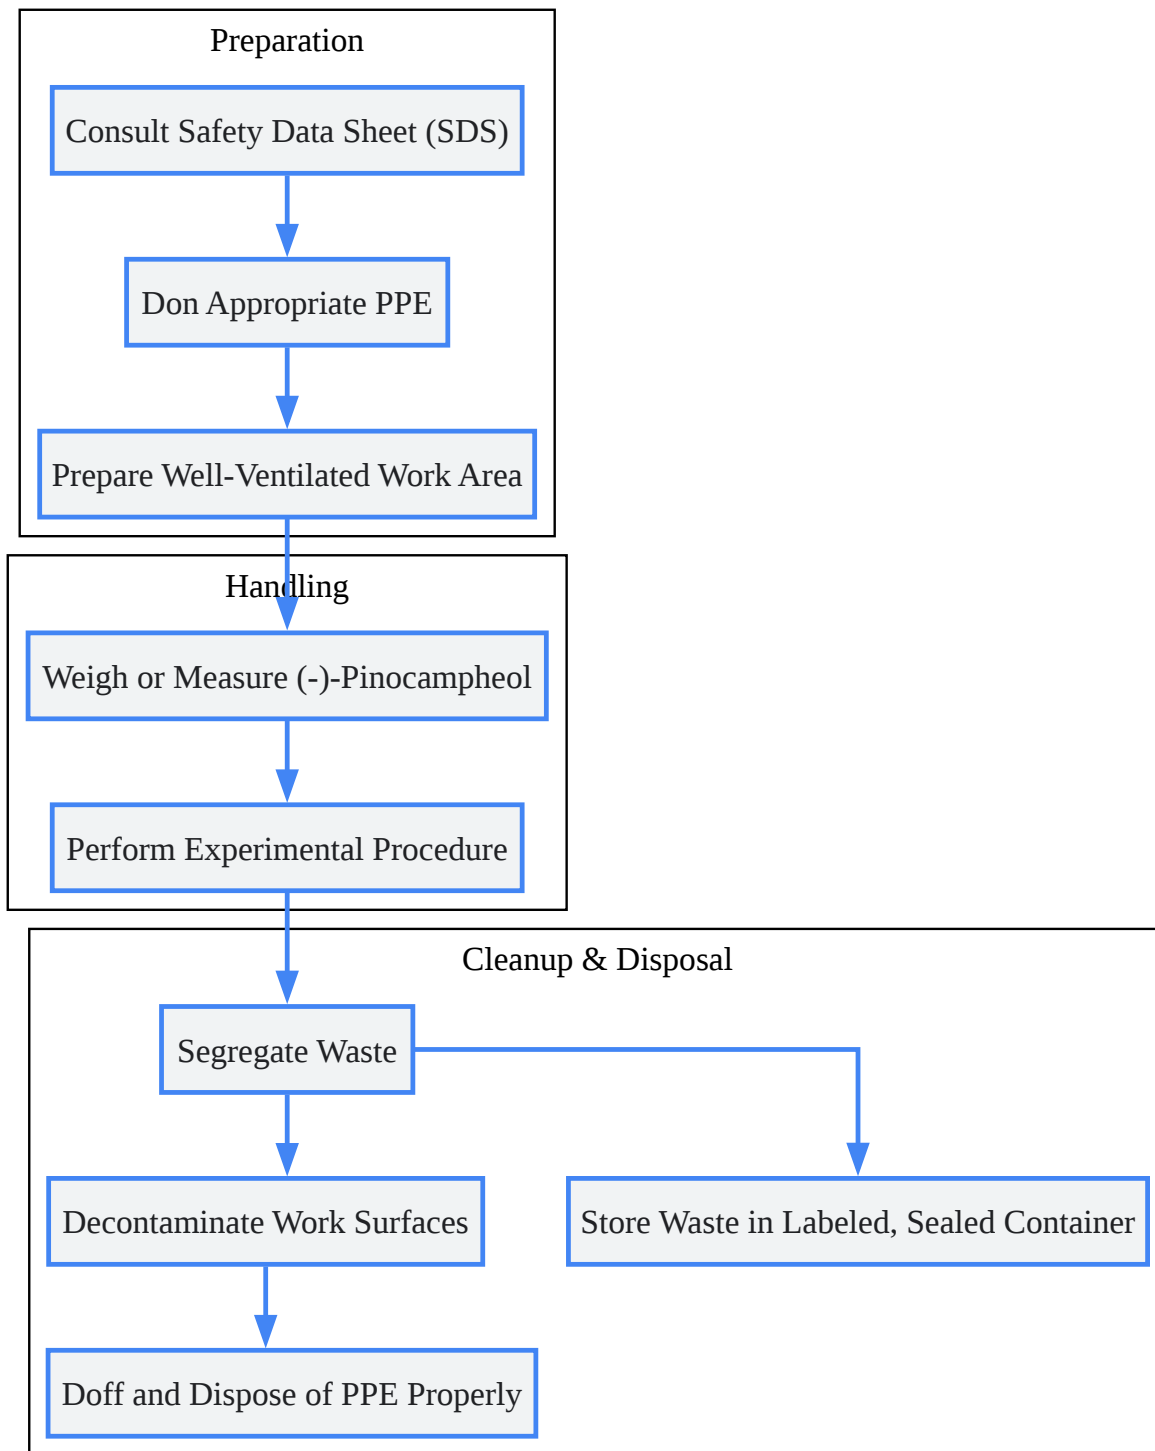 Preparation
Consult Safety Data Sheet (SDS)
Don Appropriate PPE
Prepare Well-Ventilated Work Area
Handling
Weigh or Measure (-)-Pinocampheol
Perform Experimental Procedure
Cleanup & Disposal
Segregate Waste
Decontaminate Work Surfaces
Store Waste in Labeled, Sealed Container
Doff and Dispose of PPE Properly